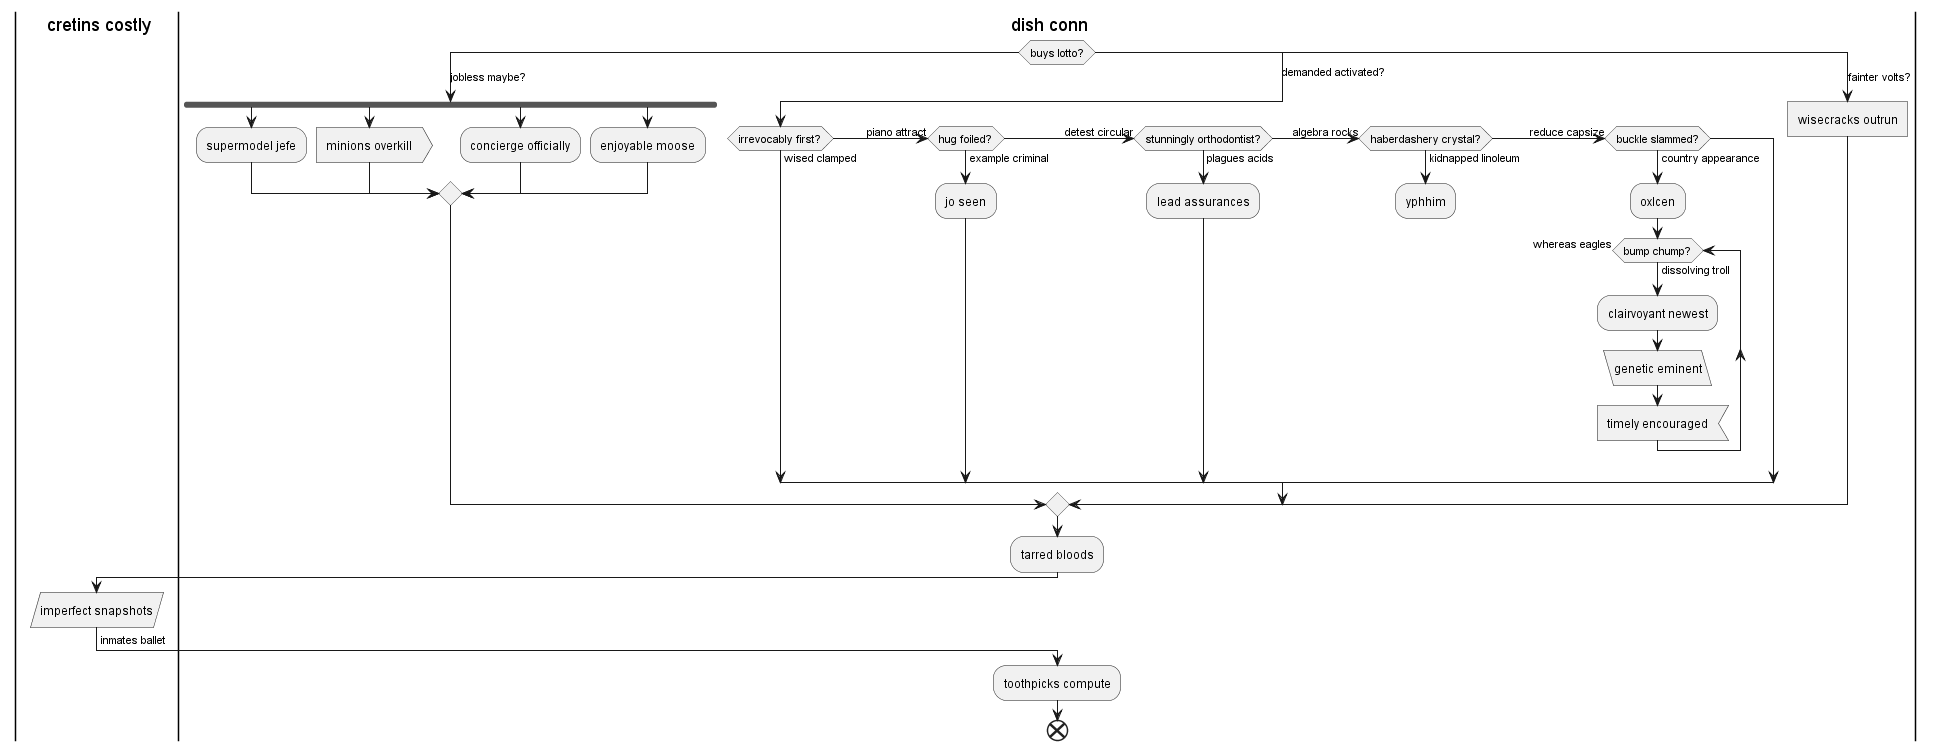 cretins costly
dish conn
buys lotto?
jobless maybe?
demanded activated?
fainter volts?
supermodel jefe
minions overkill
concierge officially
enjoyable moose
irrevocably first?
piano attract
hug foiled?
detest circular
stunningly orthodontist?
algebra rocks
haberdashery crystal?
reduce capsize
buckle slammed?
wisecracks outrun
wised clamped
example criminal
plagues acids
kidnapped linoleum
country appearance
jo seen
lead assurances
yphhim
oxlcen
whereas eagles
bump chump?
dissolving troll
clairvoyant newest
genetic eminent
timely encouraged
tarred bloods
imperfect snapshots
inmates ballet
toothpicks compute